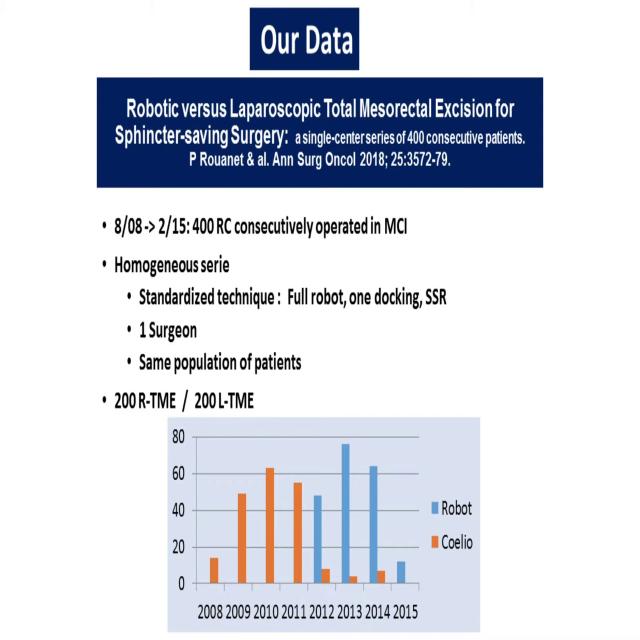 Our Data
Robotic versus Laparoscopic Total Mesorectal Excision for
Sphincter-saving Surgery: a single-center series of 400 consecutive patients.
P Rouanet & al. Ann Surg Oncol 2018; 25:3572-79.
• 8/08 -> 2/15: 400 RC consecutively operated in MCI
• Homogeneous serie
• Standardized technique : Full robot, one docking, SSR
• 1 Surgeon
• Same population of patients
• 200 R-TME / 200 L-TME
80
60
40
20
0
2008 2009 2010 2011 2012 2013 2014 2015
Robot
Coelio